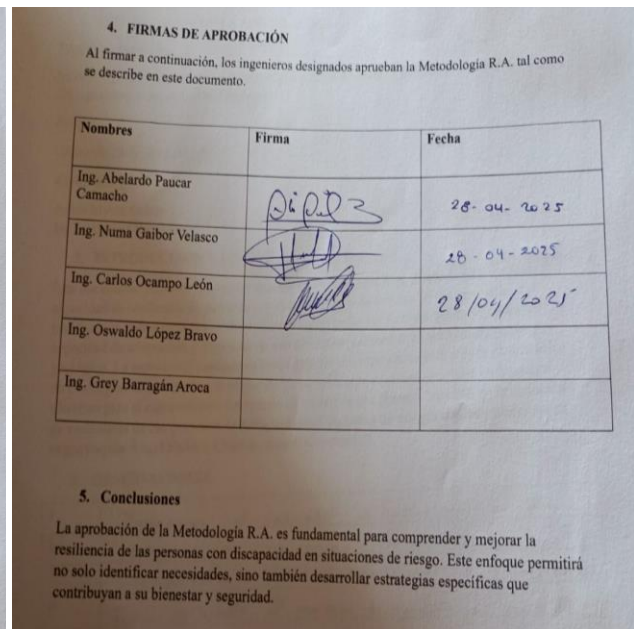 4. FIRMAS DE APROBACIÓN
Al firmar a continuación, los ingenieros designados aprueban la Metodología R.A. tal como
se describe en este documento.
Nombres Firma Fecha
Ing. Abelardo Paucar
Camacho
28-04-2025
Ing. Numa Gaibor Velasco
28-04-2025
Ing. Carlos Ocampo León
28/04/2025
Ing. Oswaldo López Bravo
Ing. Grey Barragán Aroca
5. Conclusiones
La aprobación de la Metodología R.A. es fundamental para comprender y mejorar la
resiliencia de las personas con discapacidad en situaciones de riesgo. Este enfoque permitirá
no solo identificar necesidades, sino también desarrollar estrategias específicas que
contribuyan a su bienestar y seguridad.